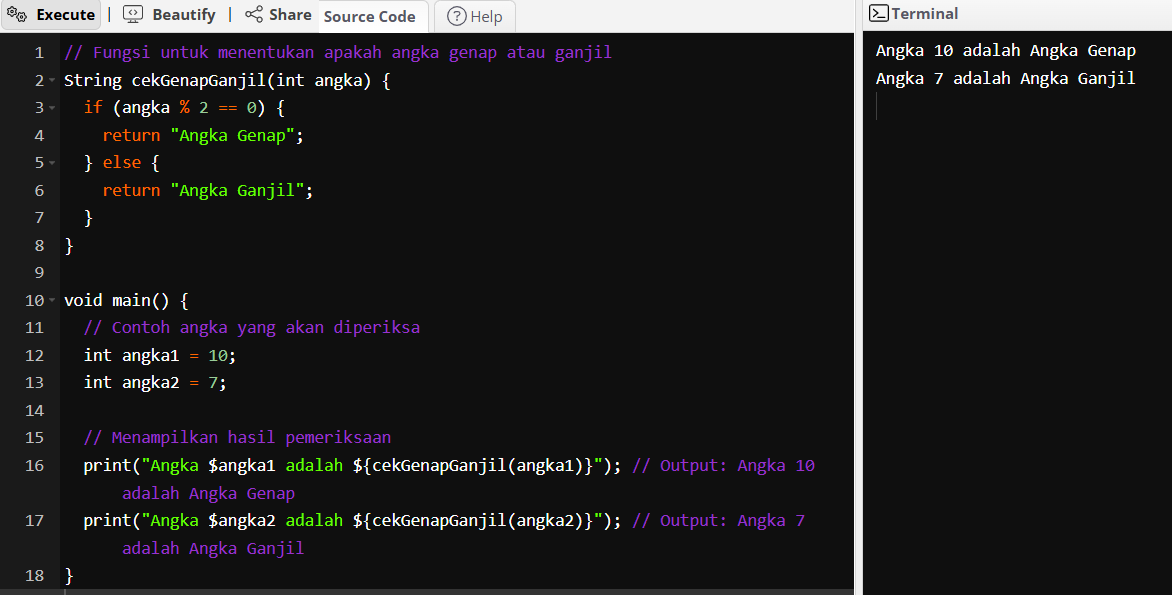 Execute | Beautify | Share Source Code Help
1 // Fungsi untuk menentukan apakah angka genap atau ganjil
2 String cekGenapGanjil(int angka) {
3   if (angka % 2 == 0) {
4     return "Angka Genap";
5   } else {
6     return "Angka Ganjil";
7   }
8 }
9
10 void main() {
11   // Contoh angka yang akan diperiksa
12   int angka1 = 10;
13   int angka2 = 7;
14
15   // Menampilkan hasil pemeriksaan
16   print("Angka $angka1 adalah ${cekGenapGanjil(angka1)}"); // Output: Angka 10
adalah Angka Genap
17   print("Angka $angka2 adalah ${cekGenapGanjil(angka2)}"); // Output: Angka 7
adalah Angka Ganjil
18 }
Terminal
Angka 10 adalah Angka Genap
Angka 7 adalah Angka Ganjil